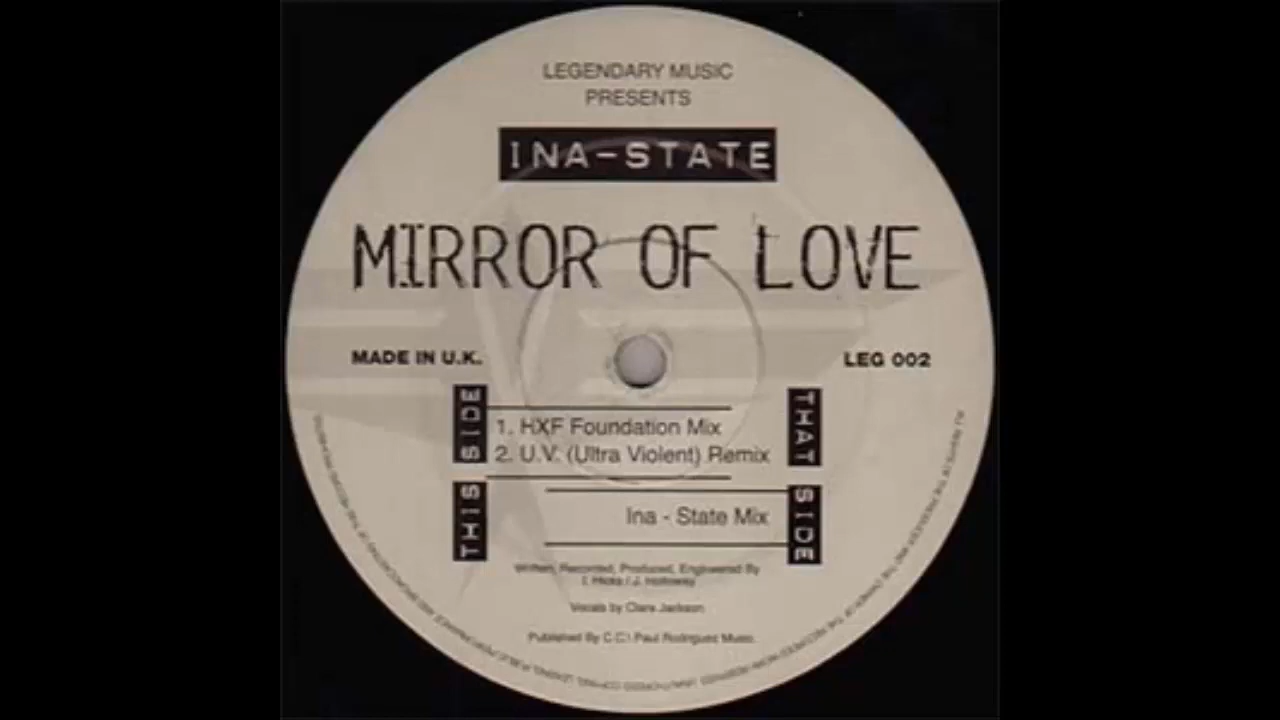 LEGENDARY MUSIC
PRESENTS
INA-STATE
MIRROR OF LOVE
MADE IN U.K.
LEG 002
THIS SIDE
1. HXF Foundation Mix
2. U.V. (Ultra Violent) Remix
THAT SIDE
Ina - State Mix
Written, Recorded, Produced, Engineered By
I. Hicks / J. Holloway
Vocals by Clare Jackson
Published By C.C.\ Paul Rodriguez Music.